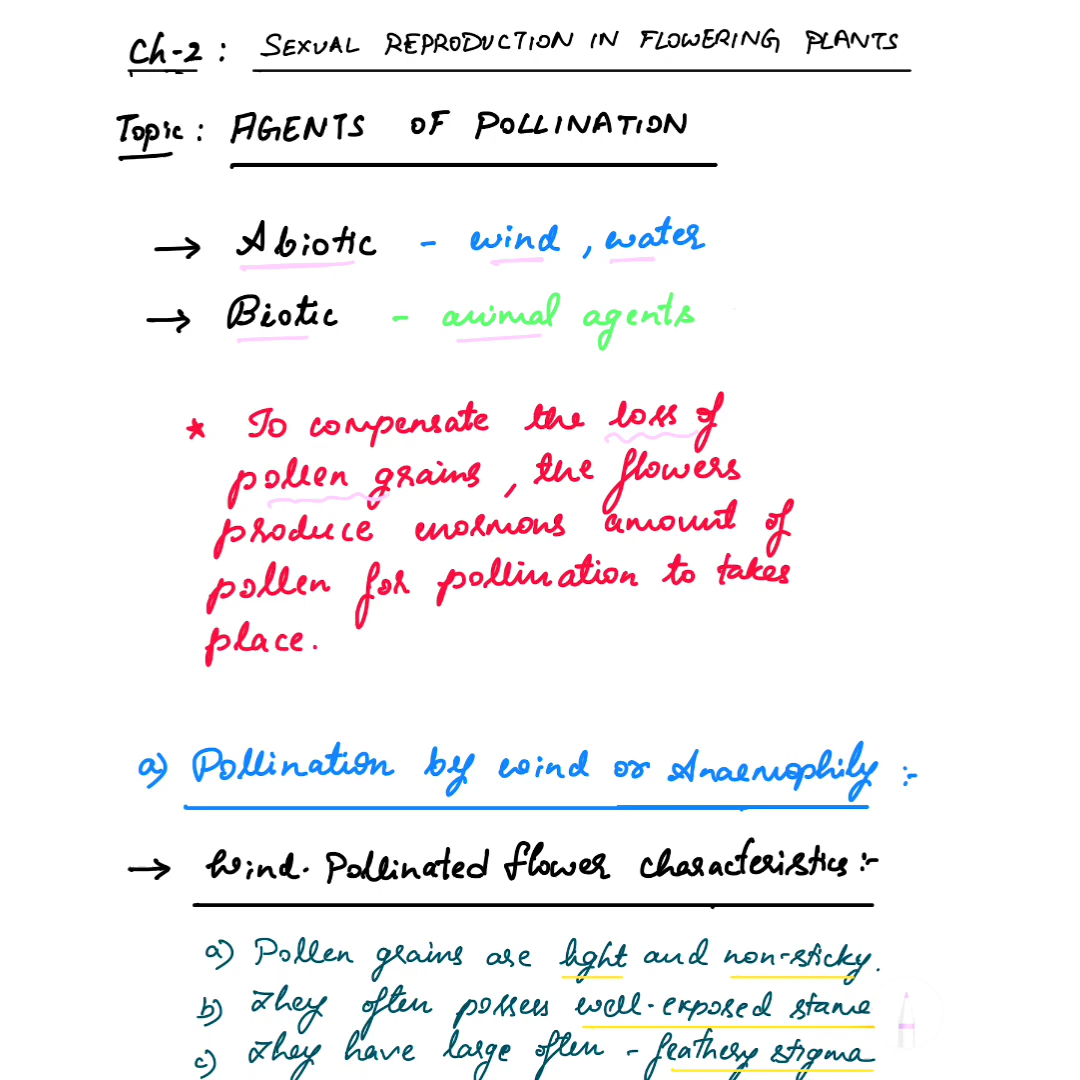 Ch-2 : SEXUAL REPRODUCTION IN FLOWERING PLANTS
Topic : AGENTS OF POLLINATION
→ Abiotic - wind , water
→ Biotic - animal agents
* To compensate the loss of
pollen grains , the flowers
produce enormous amount of
pollen for pollination to takes
place.
a) Pollination by wind or Anaemophily :-
→ Wind-Pollinated flower characteristics :-
a) Pollen grains are light and non-sticky.
b) They often possess well-exposed stame
c) They have large often - feathery stigma